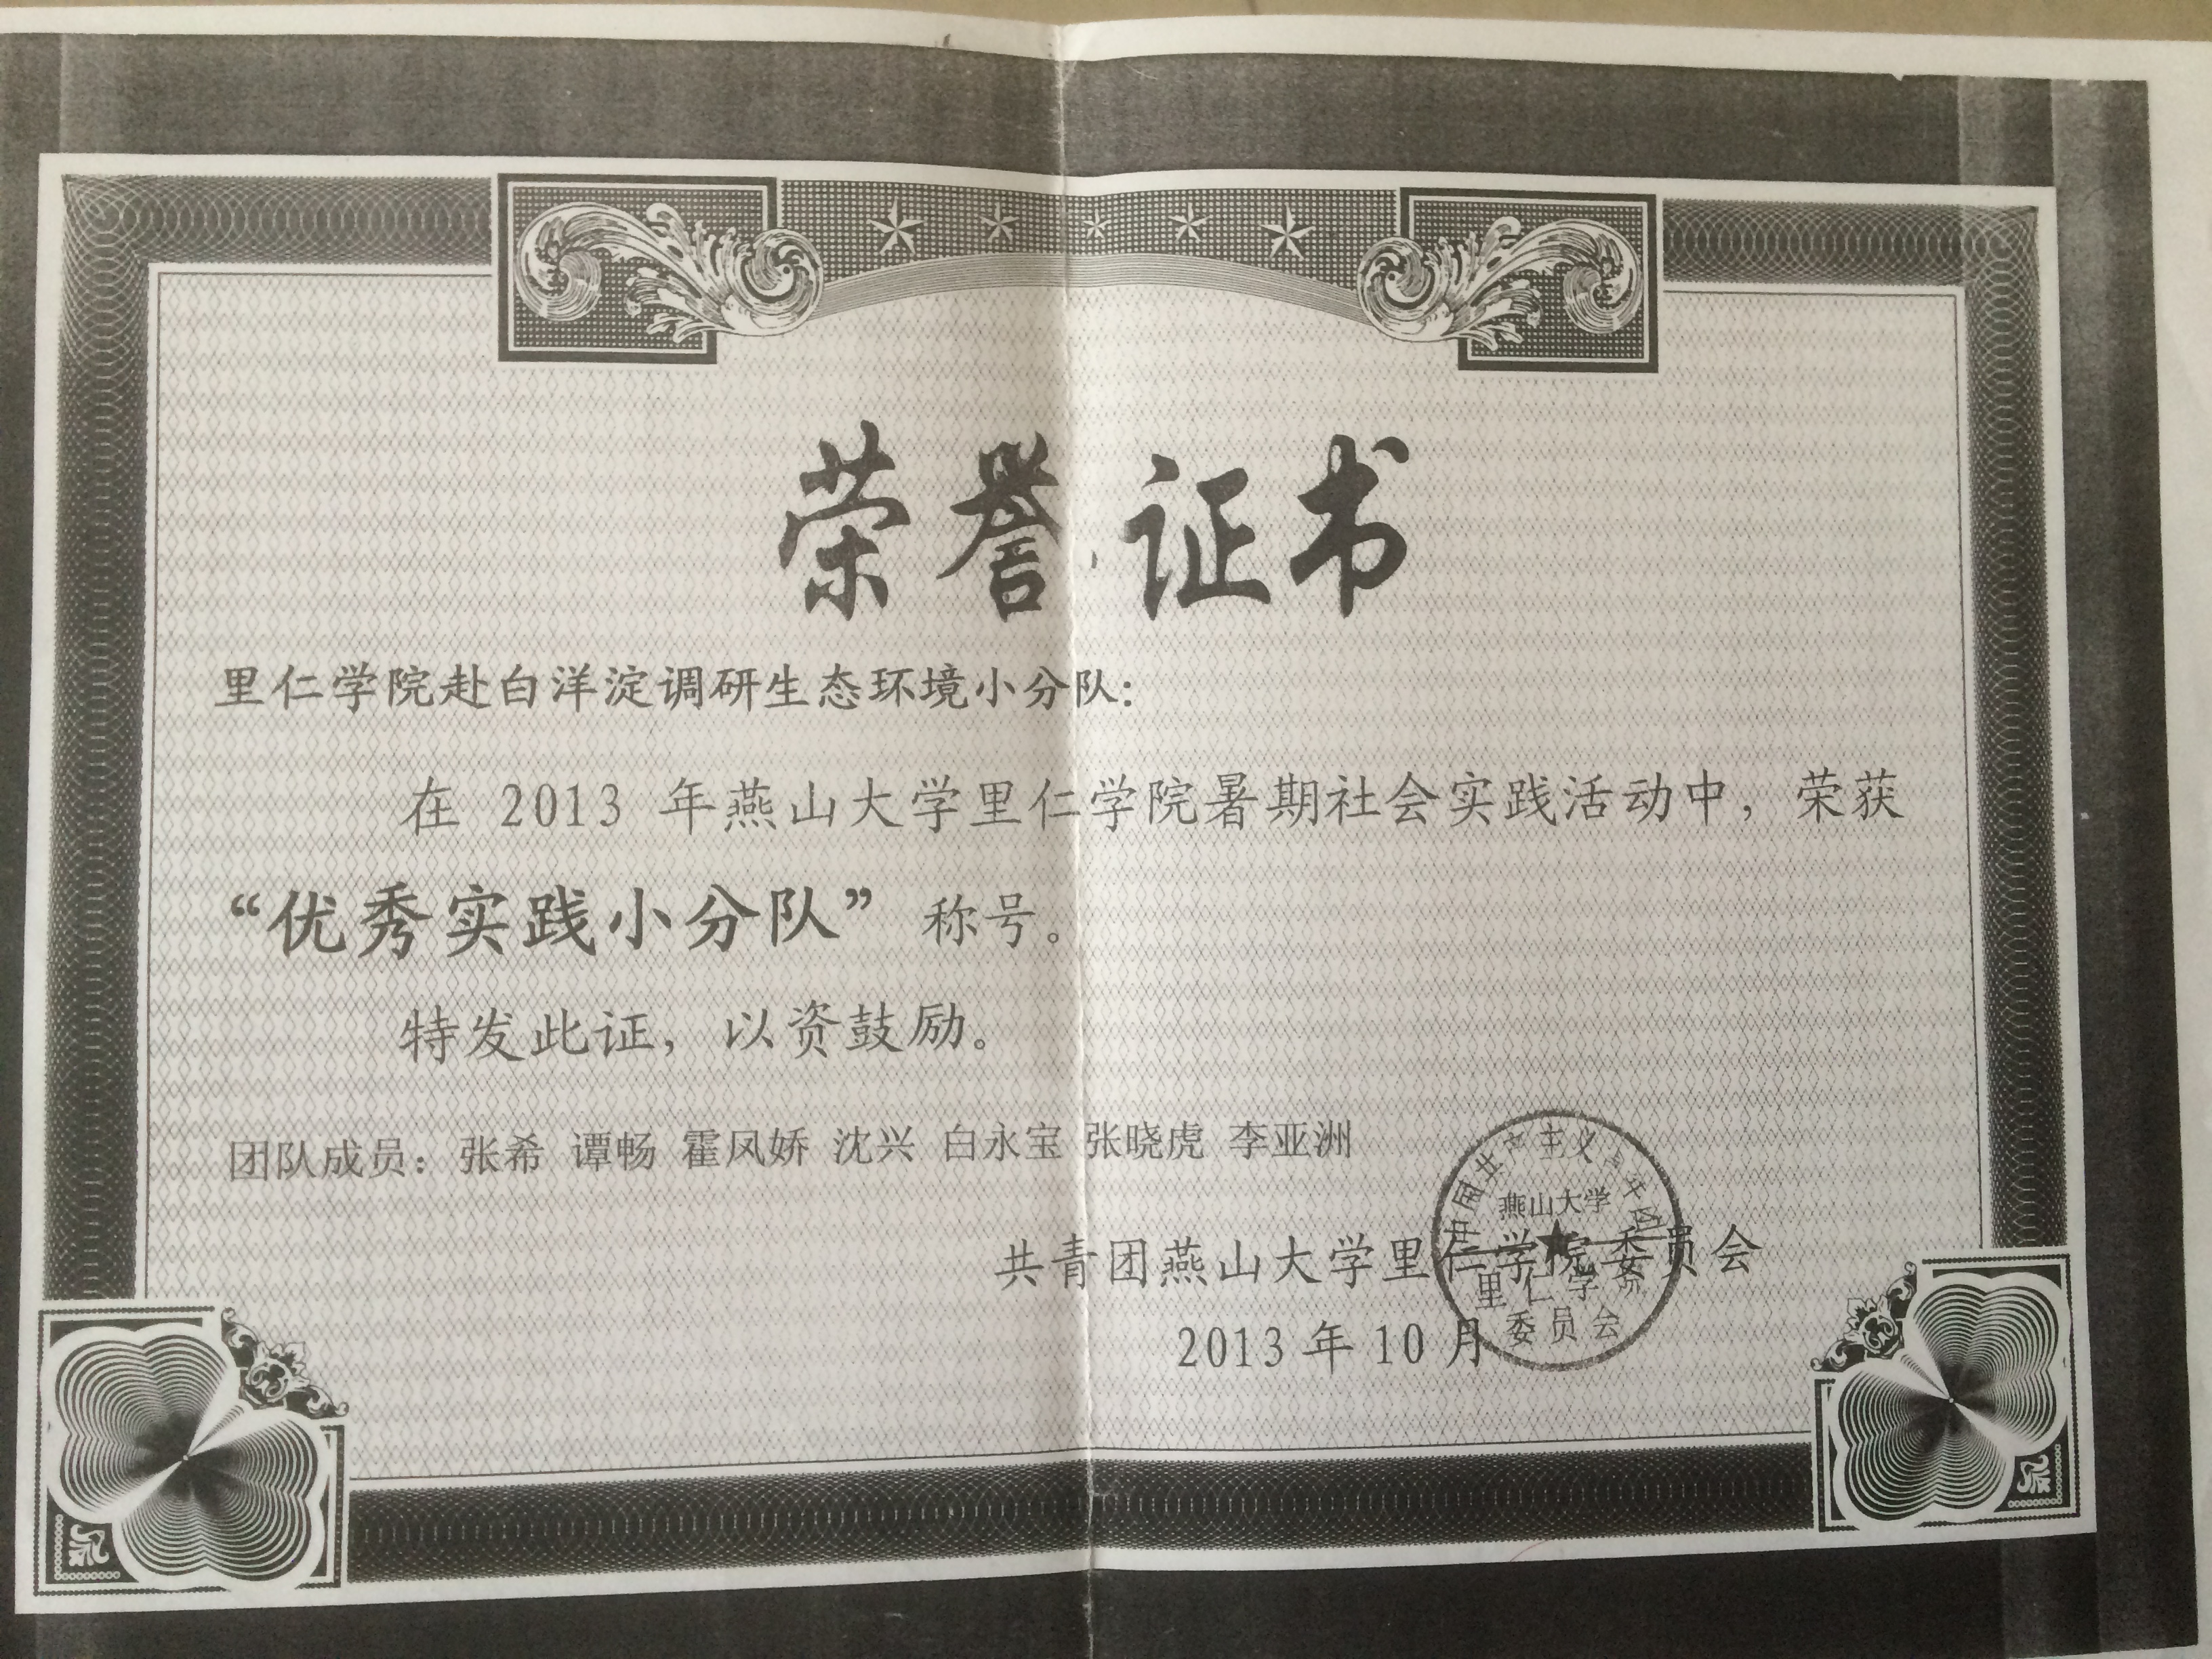 荣誉证书
里仁学院赴白洋淀调研生态环境小分队：
在 2013 年燕山大学里仁学院暑期社会实践活动中，荣获
“优秀实践小分队”称号。
特发此证，以资鼓励。
团队成员：张希 谭畅 霍凤娇 沈兴 白永宝 张晓虎 李亚洲
共青团燕山大学里仁学院委员会
2013 年 10 月
中国共产主义
燕山大学
里仁学院
委员会